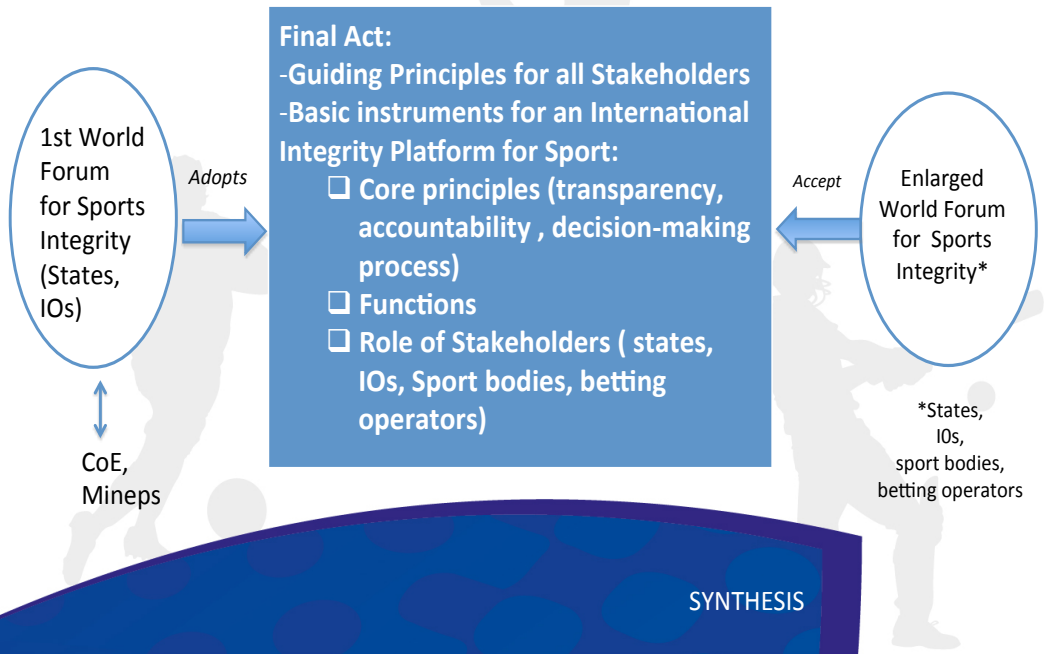 1st World
Forum
for Sports
Integrity
(States,
IOs)
CoE,
Mineps
Adopts
Final Act:
-Guiding Principles for all Stakeholders
-Basic instruments for an International
Integrity Platform for Sport:
❑ Core principles (transparency,
accountability , decision-making
process)
❑ Functions
❑ Role of Stakeholders ( states,
IOs, Sport bodies, betting
operators)
Accept
Enlarged
World Forum
for Sports
Integrity*
*States,
I0s,
sport bodies,
betting operators
SYNTHESIS